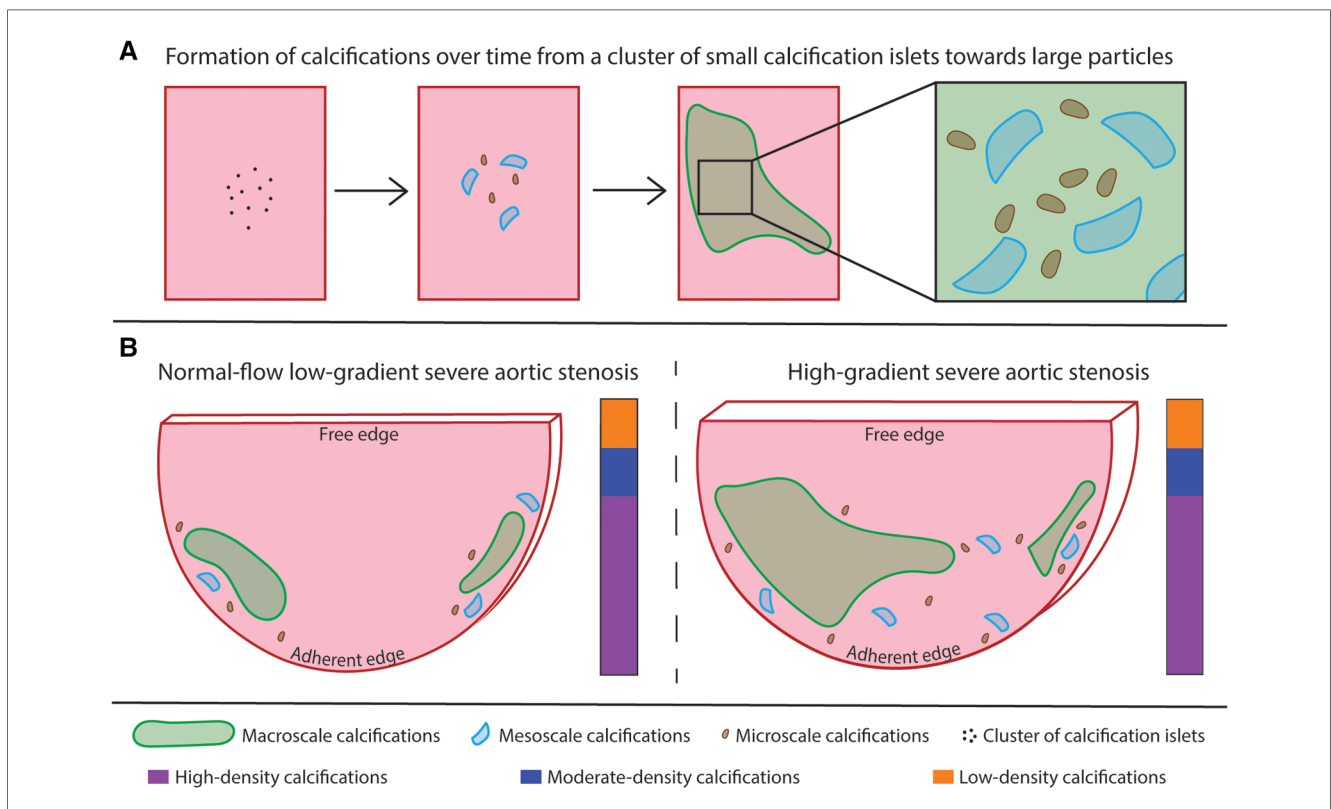 A
Formation of calcifications over time from a cluster of small calcification islets towards large particles
B
Normal-flow low-gradient severe aortic stenosis
High-gradient severe aortic stenosis
Free edge
Adherent edge
Free edge
Adherent edge
Macroscale calcifications
Mesoscale calcifications
Microscale calcifications
Cluster of calcification islets
High-density calcifications
Moderate-density calcifications
Low-density calcifications